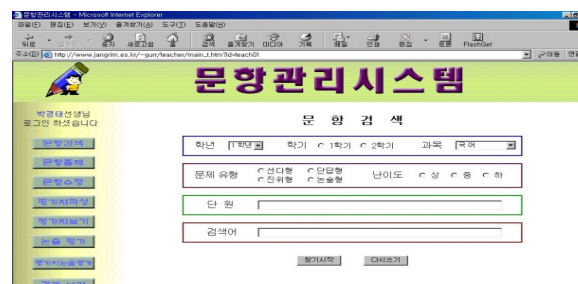 문항관리시스템 - Microsoft Internet Explorer
파일(F) 편집(E) 보기(V) 즐겨찾기(A) 도구(T) 도움말(H)
뒤로 중지 새로고침 홈 검색 즐겨찾기 미디어 기록 메일 인쇄 편집 토론 FlashGet
주소(D) http://www.jangrim.es.kr/~gurr/teacher/main_t.htm?id=teach01 이동
문항관리시스템
박경태선생님
로그인 하셨습니다
문항검색
문항출제
문항수정
평가지작성
평가지보기
논술 평가
문 항 검 색
학년 1학년 학기 1학기 2학기 과목 국어
문제 유형 선다형 단답형 진위형 논술형 난이도 상 중 하
단 원
검색어
찾기시작 다시쓰기